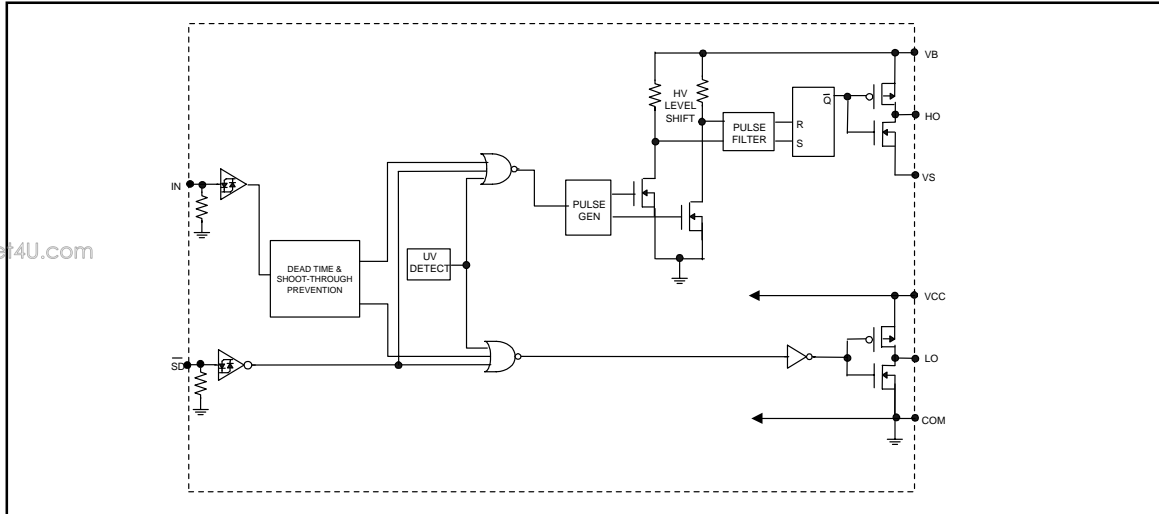 VB
HV
LEVEL
SHIFT
Q
HO
PULSE
FILTER
R
S
IN
VS
PULSE
GEN
et4U.com
UV
DETECT
DEAD TIME &
SHOOT-THROUGH
PREVENTION
VCC
SD
LO
COM